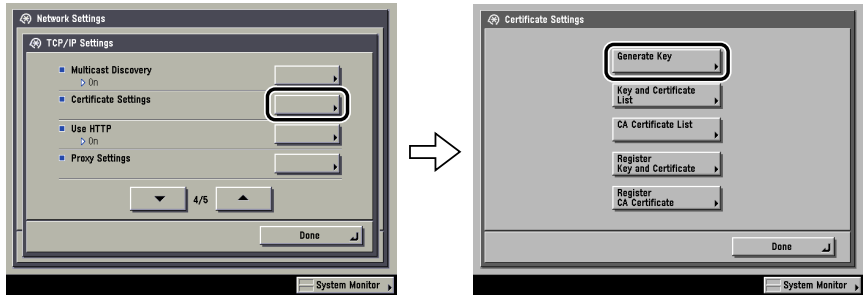 Network Settings
TCP/IP Settings
Multicast Discovery
On
Certificate Settings
Use HTTP
On
Proxy Settings
4/5
Done
System Monitor
Certificate Settings
Generate Key
Key and Certificate
List
CA Certificate List
Register
Key and Certificate
Register
CA Certificate
Done
System Monitor